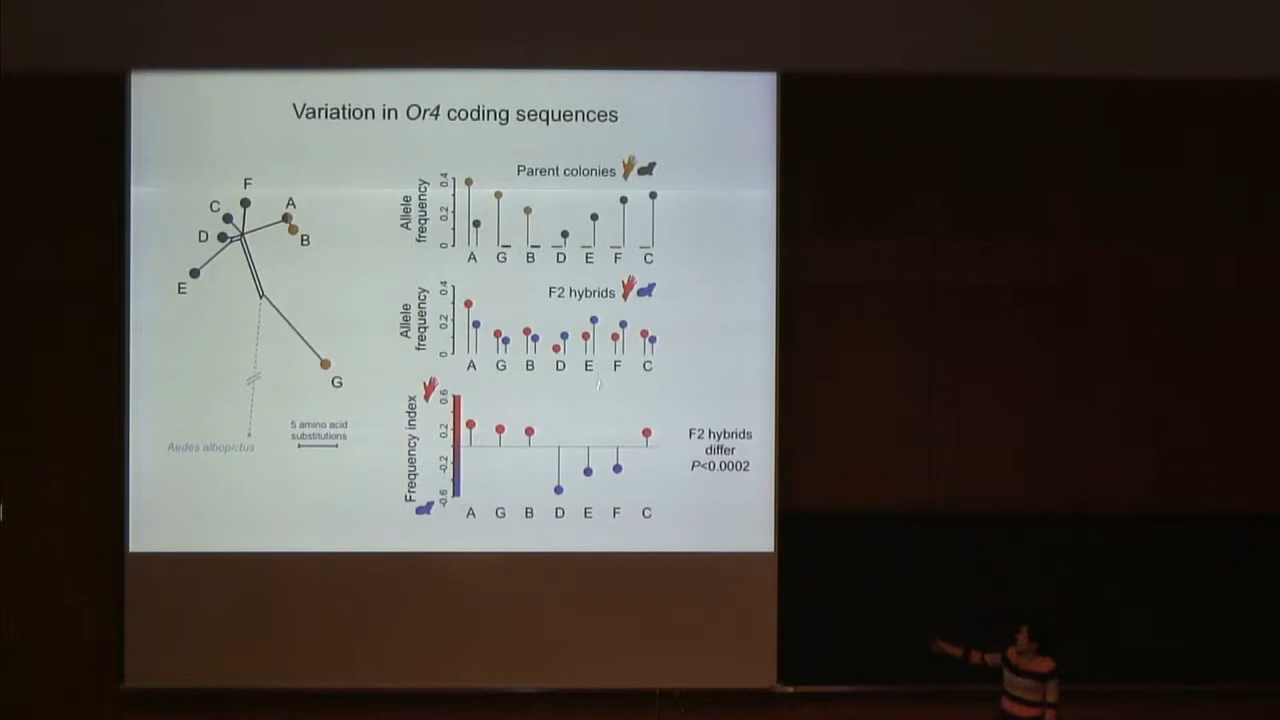 Variation in Or4 coding sequences
F
C
A
D
B
E
G
Aedes albopictus
5 amino acid
substitutions
Parent colonies
Allele
frequency
0.4
0.2
0
A G B D E F C
F2 hybrids
Allele
frequency
0.4
0.2
0
A G B D E F C
Frequency index
0.6
0.2
-0.2
-0.6
A G B D E F C
F2 hybrids
differ
P<0.0002